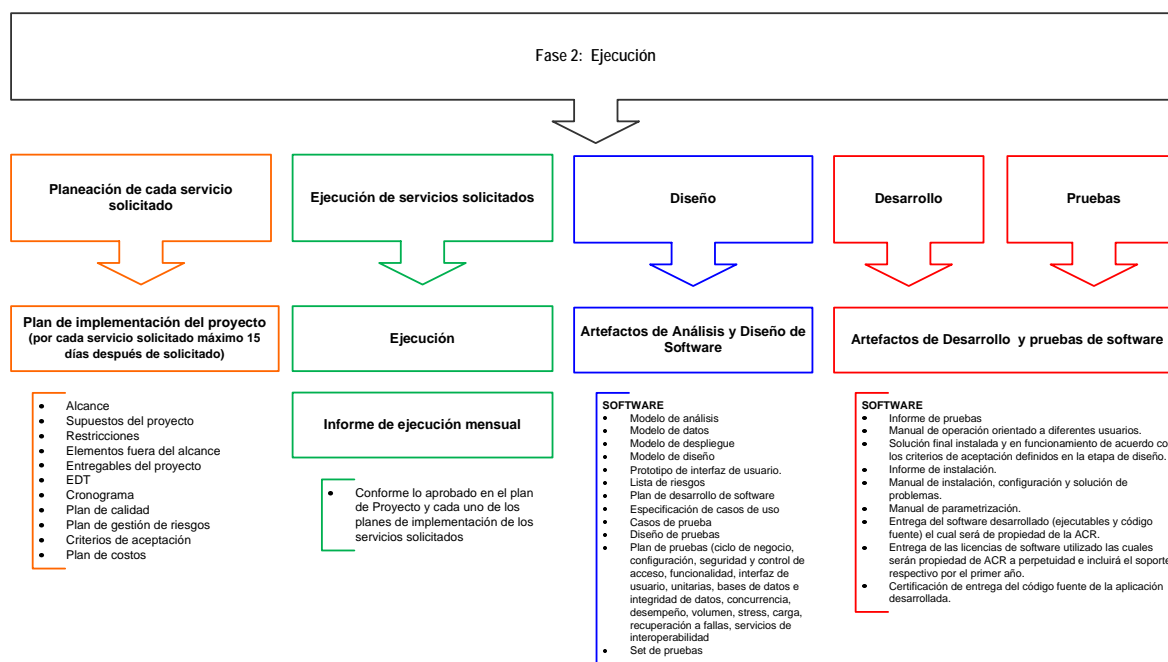 Fase 2: Ejecución
Planeación de cada servicio
solicitado
Ejecución de servicios solicitados
Diseño
Desarrollo
Pruebas
Plan de implementación del proyecto
(por cada servicio solicitado máximo 15
días después de solicitado)
Ejecución
Artefactos de Análisis y Diseño de
Software
Artefactos de Desarrollo y pruebas de software
• Alcance
• Supuestos del proyecto
• Restricciones
• Elementos fuera del alcance
• Entregables del proyecto
• EDT
• Cronograma
• Plan de calidad
• Plan de gestión de riesgos
• Criterios de aceptación
• Plan de costos
Informe de ejecución mensual
• Conforme lo aprobado en el plan
de Proyecto y cada uno de los
planes de implementación de los
servicios solicitados
SOFTWARE
• Modelo de análisis
• Modelo de datos
• Modelo de despliegue
• Modelo de diseño
• Prototipo de interfaz de usuario.
• Lista de riesgos
• Plan de desarrollo de software
• Especificación de casos de uso
• Casos de prueba
• Diseño de pruebas
• Plan de pruebas (ciclo de negocio,
configuración, seguridad y control de
acceso, funcionalidad, interfaz de
usuario, unitarias, bases de datos e
integridad de datos, concurrencia,
desempeño, volumen, stress, carga,
recuperación a fallas, servicios de
interoperabilidad
• Set de pruebas
SOFTWARE
• Informe de pruebas
• Manual de operación orientado a diferentes usuarios.
• Solución final instalada y en funcionamiento de acuerdo co
los criterios de aceptación definidos en la etapa de diseño.
• Informe de instalación.
• Manual de instalación, configuración y solución de
problemas.
• Manual de parametrización.
• Entrega del software desarrollado (ejecutables y código
fuente) el cual será de propiedad de la ACR.
• Entrega de las licencias de software utilizado las cuales
serán propiedad de ACR a perpetuidad e incluirá el soporte
respectivo por el primer año.
• Certificación de entrega del código fuente de la aplicación
desarrollada.